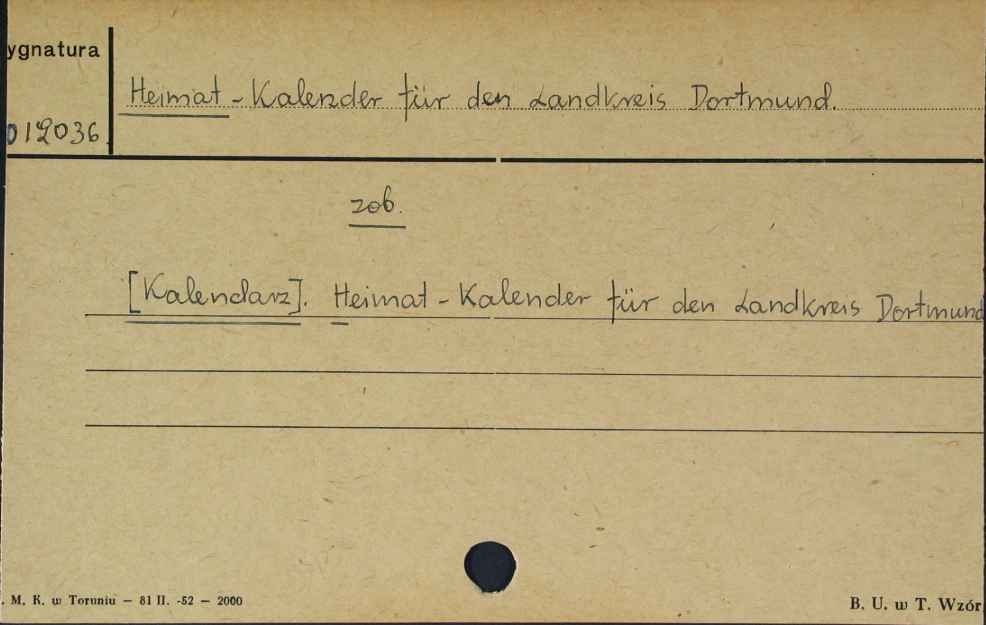 ygnatura
Heimat - Kalender für den Landkreis Dortmund.
012036
zob.
[Kalendarz]. Heimat - Kalender für den Landkreis Dortmund
. M. K. w Toruniu — 81 II. -52 — 2000
B. U. w T. Wzór